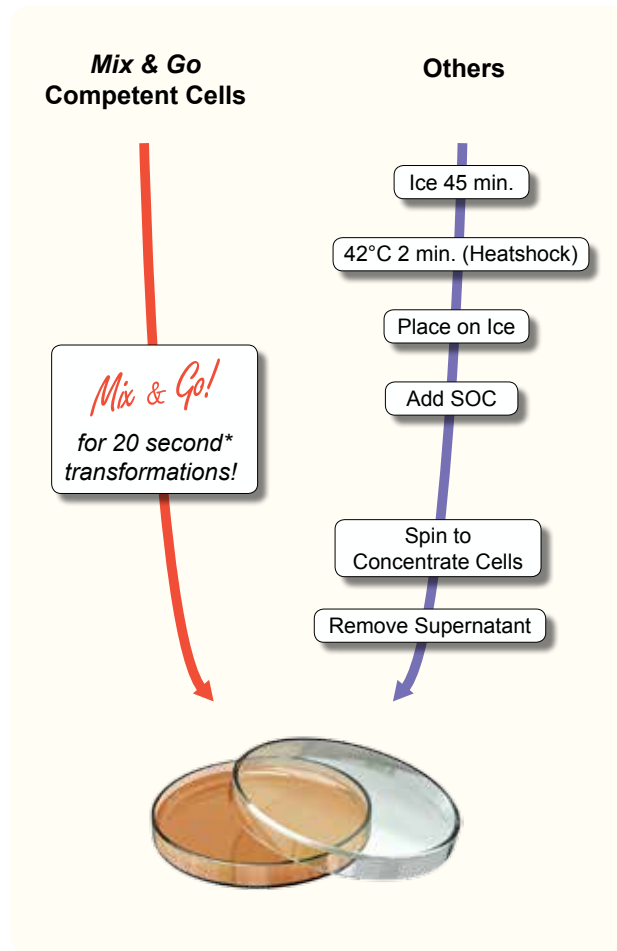 Mix & Go
Competent Cells
Others
Ice 45 min.
42°C 2 min. (Heatshock)
Place on Ice
Mix & Go!
for 20 second*
transformations!
Add SOC
Spin to
Concentrate Cells
Remove Supernatant